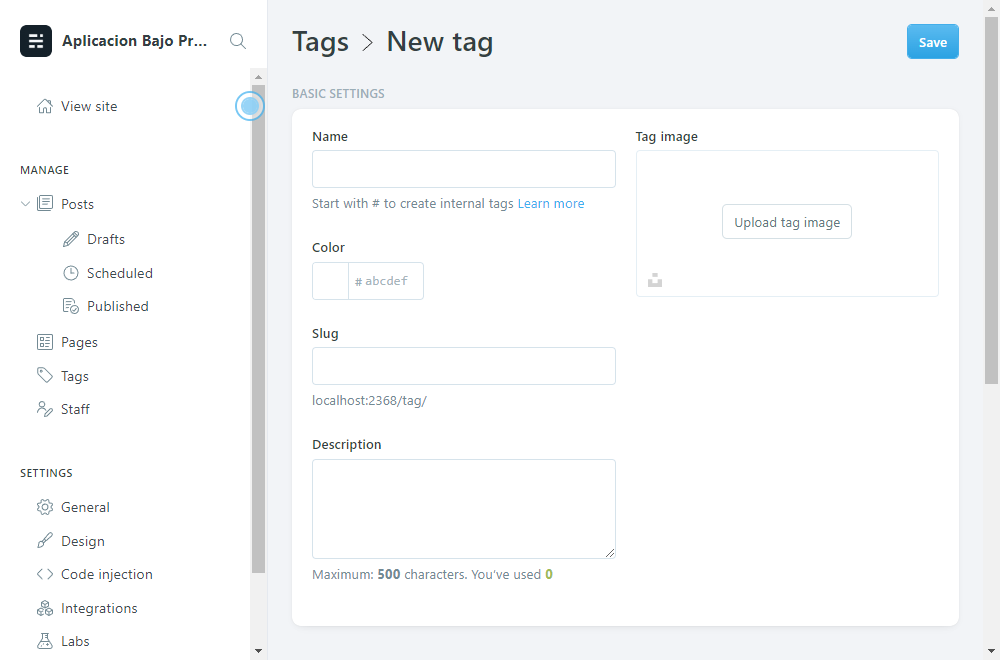 Aplicacion Bajo Pr...
View site
MANAGE
Posts
Drafts
Scheduled
Published
Pages
Tags
Staff
SETTINGS
General
Design
Code injection
Integrations
Labs
Tags > New tag
Save
BASIC SETTINGS
Name
Start with # to create internal tags Learn more
Color
# abcdef
Slug
localhost:2368/tag/
Description
Maximum: 500 characters. You've used 0
Tag image
Upload tag image